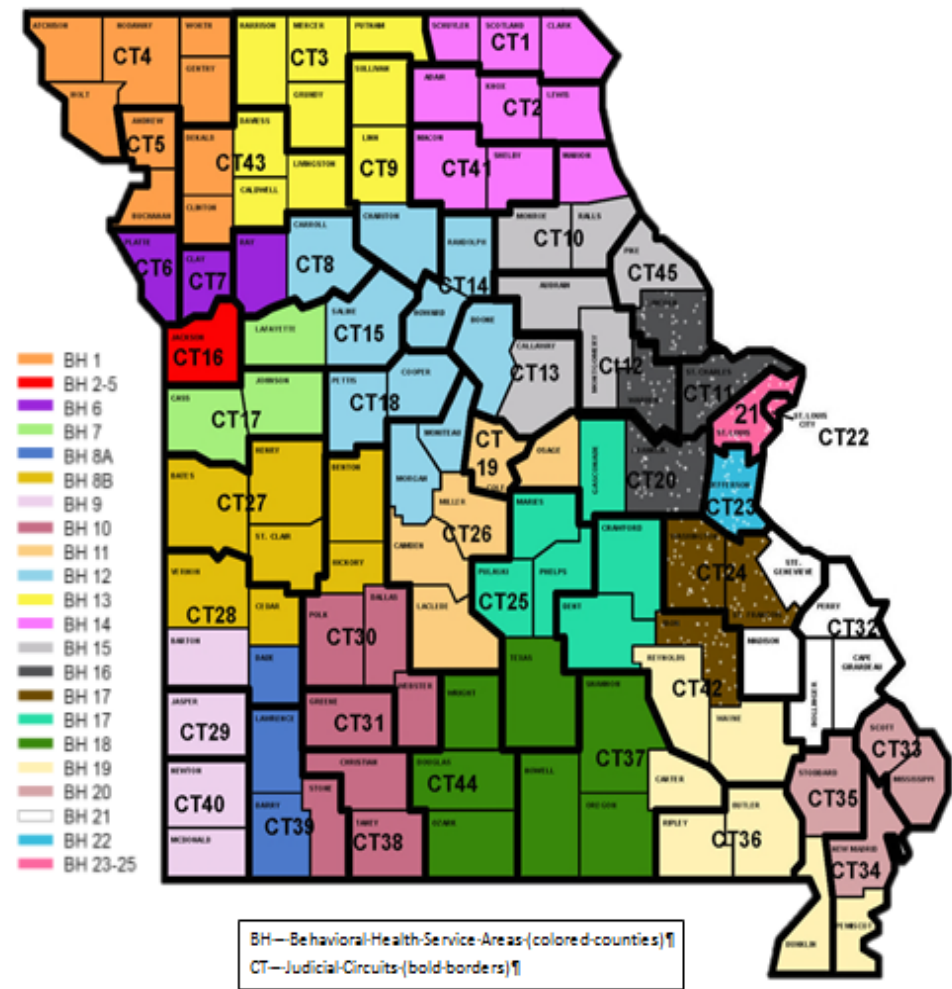 ATCHISON
NODAWAY
WORTH
HARRISON
MERCER
PUTNAM
SCHUYLER
SCOTLAND
CLARK
CT4
CT3
CT1
GENTRY
SULLIVAN
HOLT
GRUNDY
ADAIR
KNOX
LEWIS
CT2
ANDREW
CT5
DEKALB
DAVIESS
CT43
LINN
CT9
MACON
CT41
SHELBY
MARION
LIVINGSTON
CALDWELL
BUCHANAN
CLINTON
CARROLL
CHARITON
MONROE
RALLS
CT10
PLATTE
CT6
CLAY
CT7
RAY
CT8
RANDOLPH
CT14
PIKE
CT45
AUDRAIN
JACKSON
CT16
LAFAYETTE
SALINE
CT15
HOWARD
BOONE
CALLAWAY
CT13
MONTGOMERY
CT12
ST. CHARLES
CT11
CASS
CT17
JOHNSON
PETTIS
CT18
COOPER
21
ST. LOUIS
ST. LOUIS
CITY
CT22
HENRY
BENTON
MONITEAU
CT
19
COLE
OSAGE
GASCONADE
CT20
JEFFERSON
CT23
BATES
CT27
MORGAN
MILLER
CT26
MARIES
CRAWFORD
ST. CLAIR
CAMDEN
CT24
STE.
GENEVIEVE
VERNON
CT28
HICKORY
PULASKI
CT25
PHELPS
DENT
PERRY
CT32
CEDAR
POLK
CT30
DALLAS
LACLEDE
BARTON
DADE
TEXAS
REYNOLDS
CT42
MADISON
BOLLINGER
CAPE
GIRARDEAU
JASPER
CT29
LAWRENCE
GREENE
CT31
WEBSTER
WRIGHT
SHANNON
WAYNE
SCOTT
CT33
MISSISSIPPI
NEWTON
CT40
CHRISTIAN
DOUGLAS
CT44
HOWELL
CT37
CARTER
STODDARD
CT35
MCDONALD
BARRY
CT39
STONE
TANEY
CT38
OZARK
OREGON
RIPLEY
BUTLER
CT36
NEW MADRID
CT34
DUNKLIN
PEMISCOT
BH 1
BH 2-5
BH 6
BH 7
BH 8A
BH 8B
BH 9
BH 10
BH 11
BH 12
BH 13
BH 14
BH 15
BH 16
BH 17
BH 17
BH 18
BH 19
BH 20
BH 21
BH 22
BH 23-25
BH---Behavioral·Health·Service·Areas·(colored·counties)¶
CT---Judicial·Circuits·(bold·borders)¶